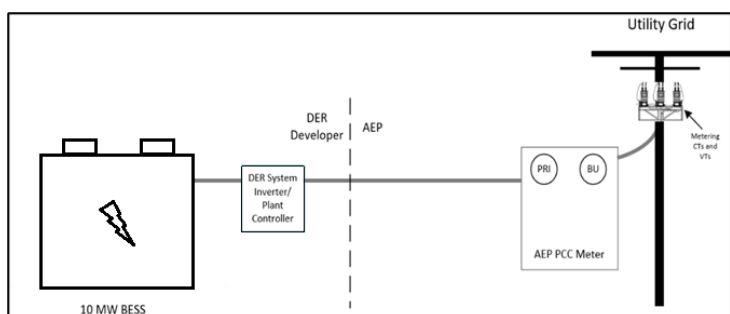 Utility Grid
DER
Developer
AEP
Metering
CTs and
VTs
DER System
Inverter/
Plant
Controller
PRI
BU
AEP PCC Meter
10 MW BESS